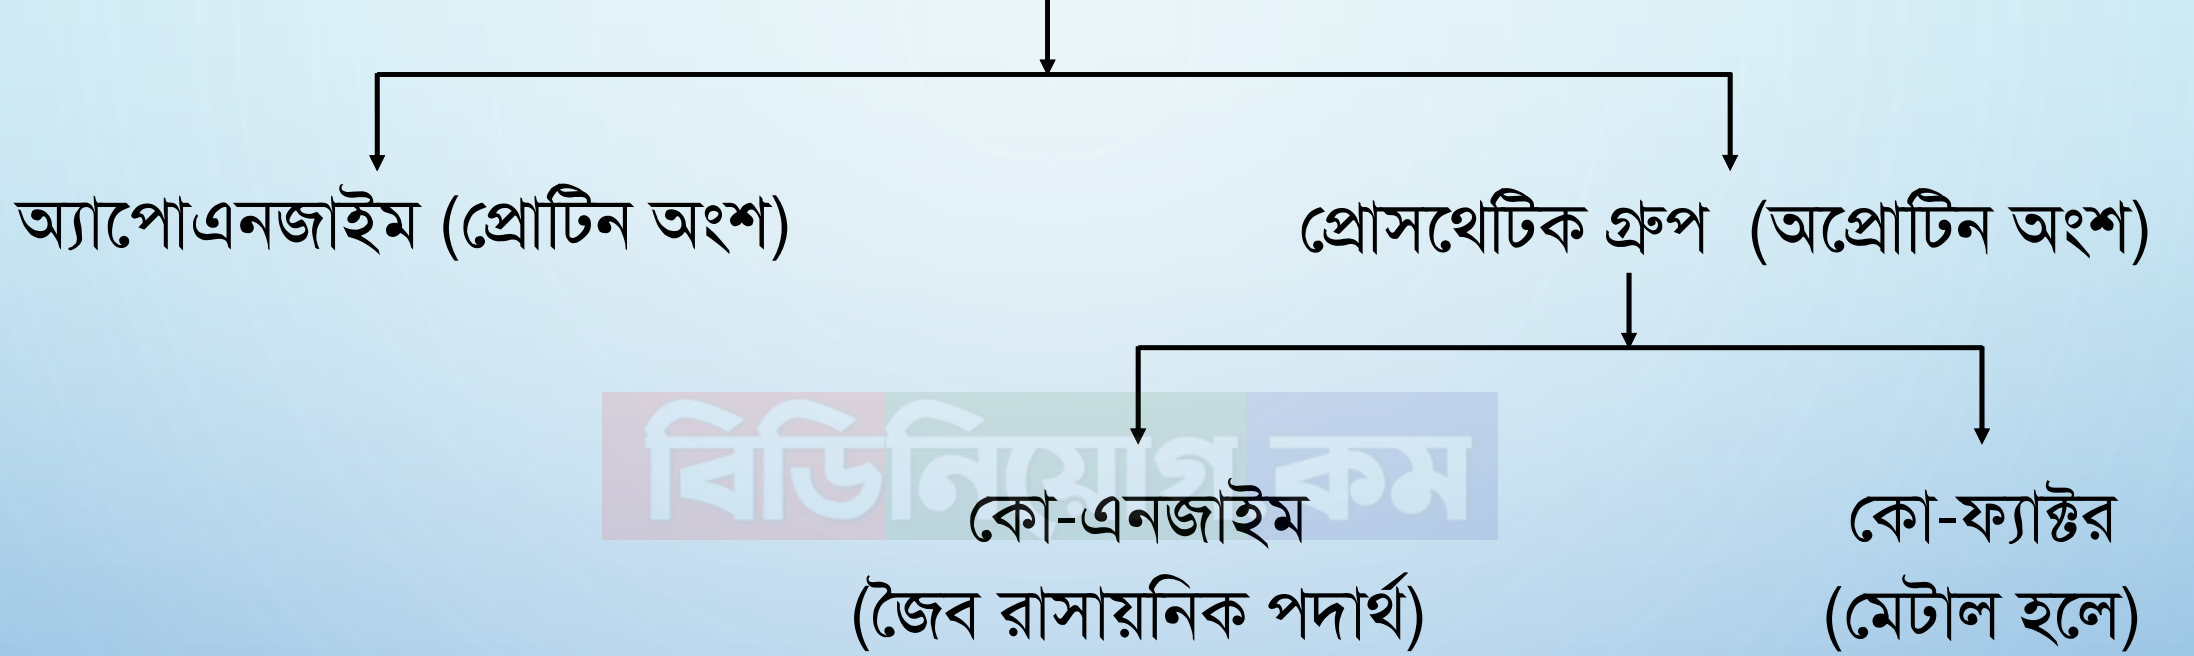 অ্যাপোএনজাইম (প্রোটিন অংশ)
প্রোসথেটিক গ্রুপ (অপ্রোটিন অংশ)
বিডিনিয়োগ.কম
কো-এনজাইম
(জৈব রাসায়নিক পদার্থ)
কো-ফ্যাক্টর
(মেটাল হলে)